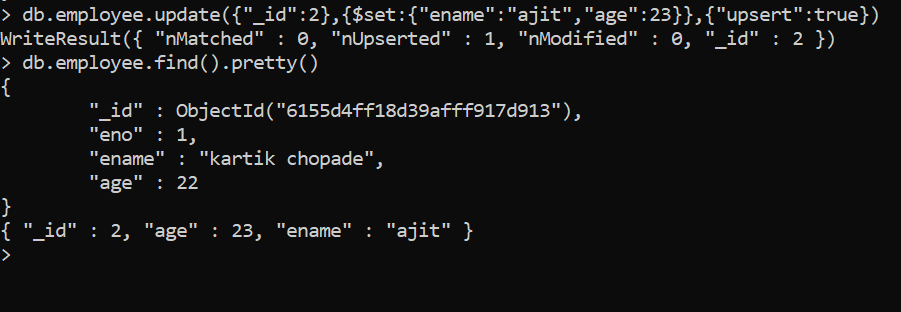 > db.employee.update({"_id":2},{$set:{"ename":"ajit","age":23}},{"upsert":true})
WriteResult({ "nMatched" : 0, "nUpserted" : 1, "nModified" : 0, "_id" : 2 })
> db.employee.find().pretty()
{
        "_id" : ObjectId("6155d4ff18d39afff917d913"),
        "eno" : 1,
        "ename" : "kartik chopade",
        "age" : 22
}
{ "_id" : 2, "age" : 23, "ename" : "ajit" }
>